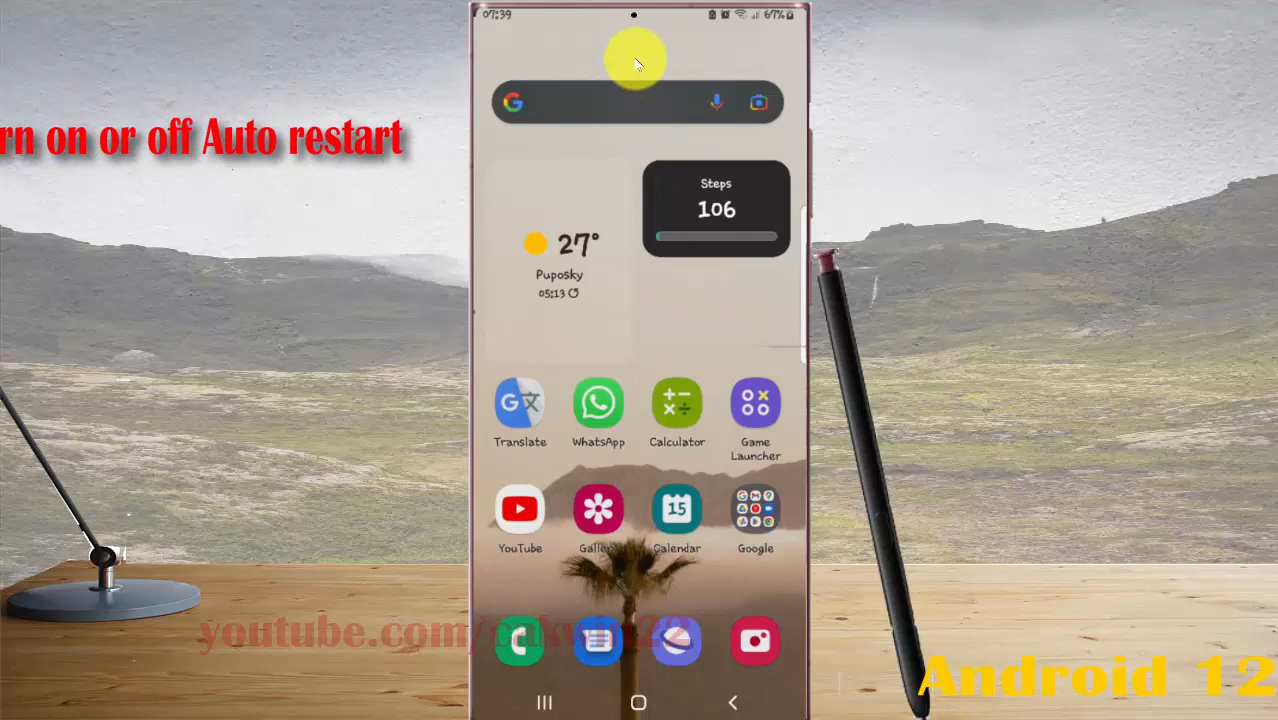 07:39
67%
rn on or off Auto restart
Steps
106
27°
Puposky
05:13
Translate
WhatsApp
Calculator
Game
Launcher
YouTube
Gallery
15
Calendar
Google
youtube.com/
Android 12